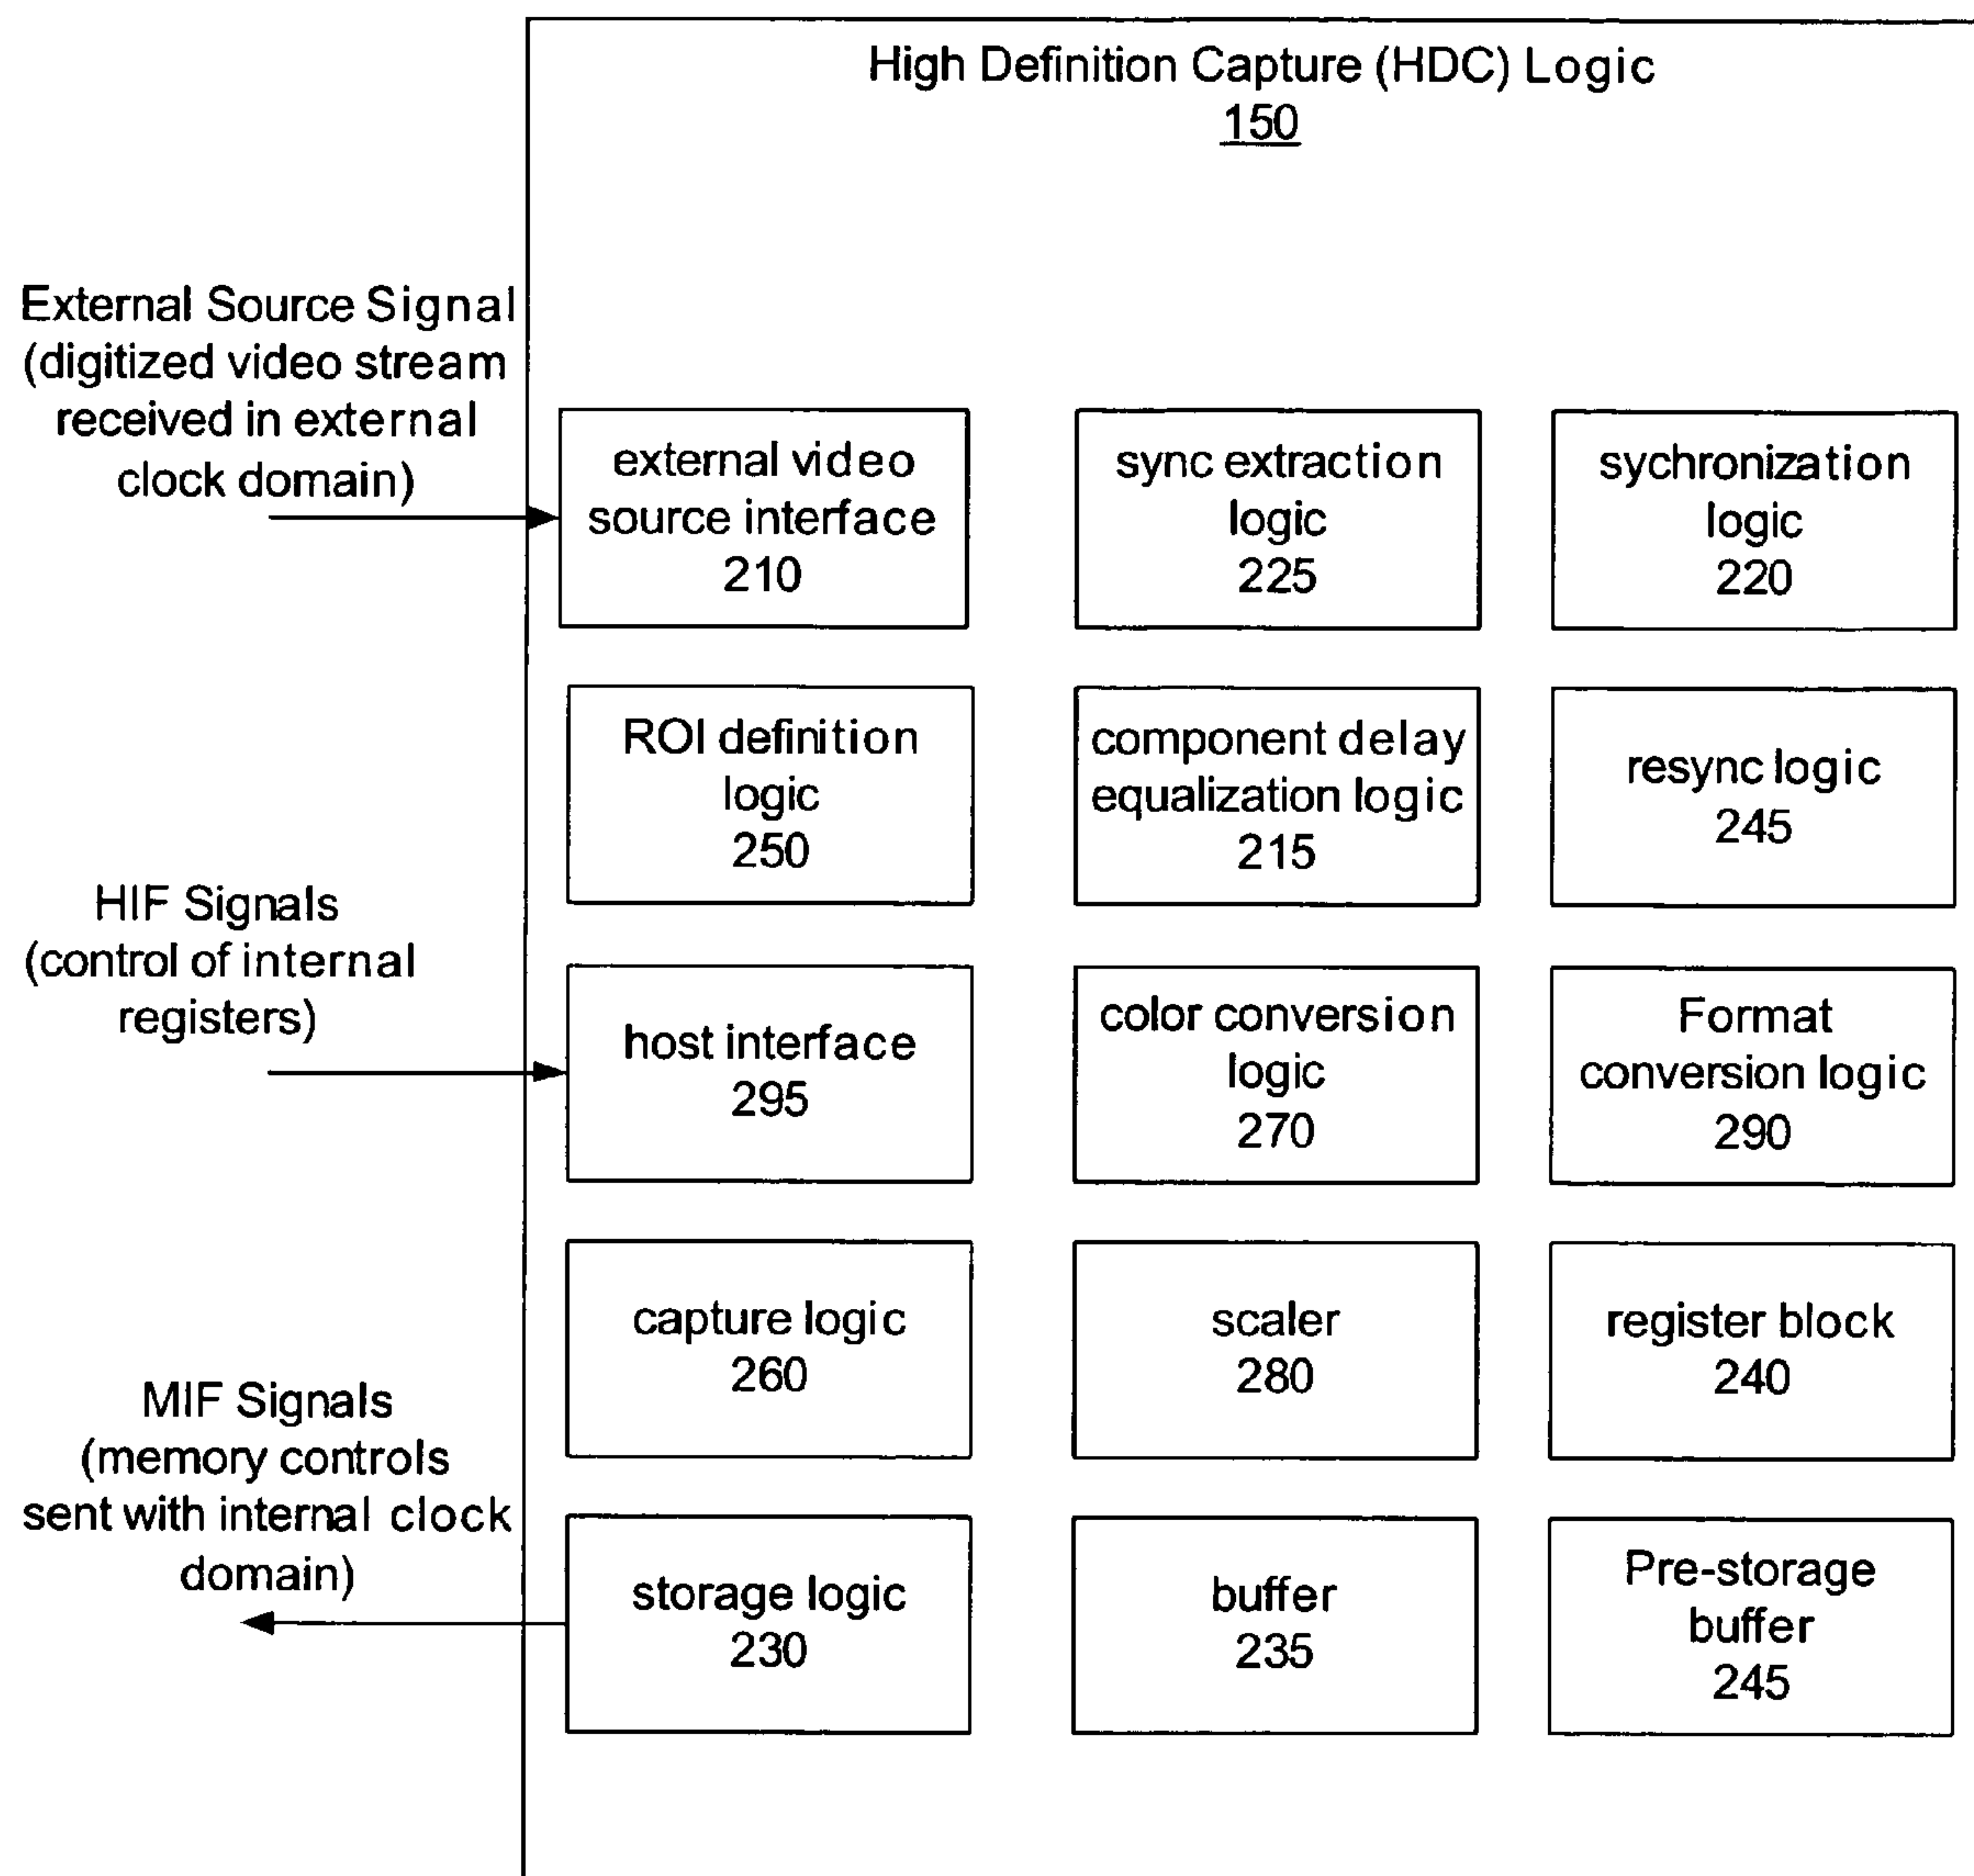 High Definition Capture (HDC) Logic
150
External Source Signal
(digitized video stream
received in external
clock domain)
external video
source interface
210
sync extraction
logic
225
sychronization
logic
220
ROI definition
logic
250
component delay
equalization logic
215
resync logic
245
HIF Signals
(control of internal
registers)
host interface
295
color conversion
logic
270
Format
conversion logic
290
capture logic
260
scaler
280
register block
240
MIF Signals
(memory controls
sent with internal clock
domain)
storage logic
230
buffer
235
Pre-storage
buffer
245